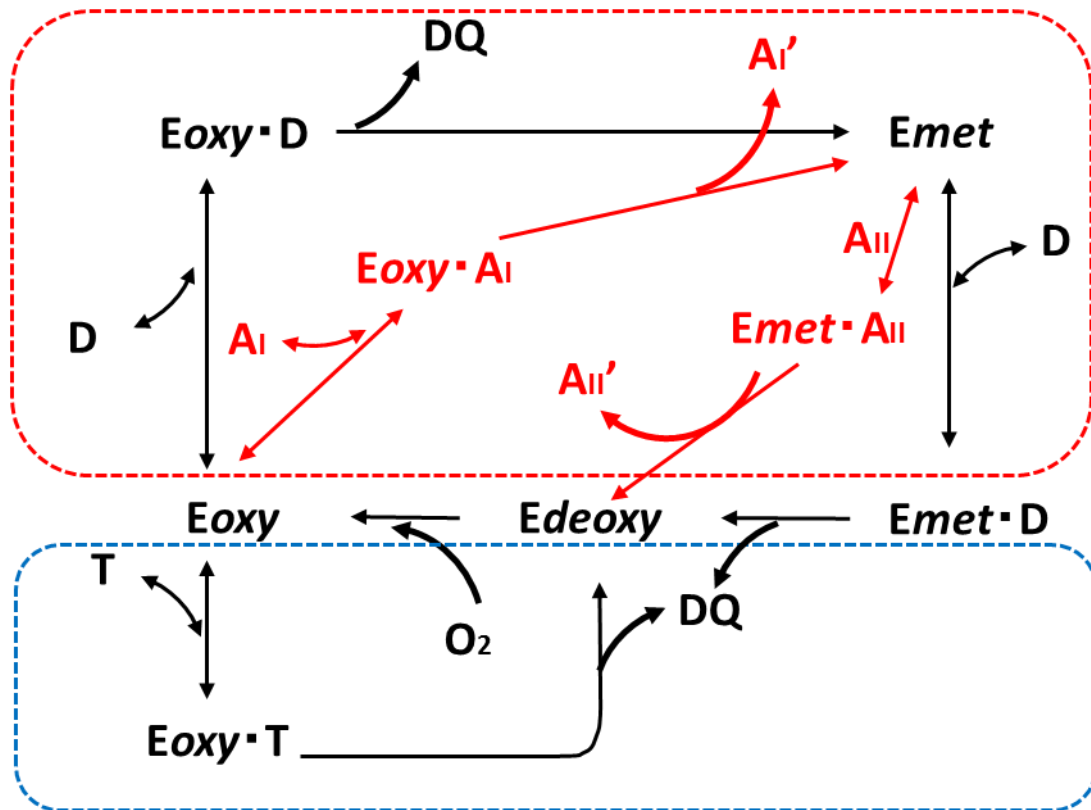 DQ
AI’
Eoxy▪D
Emet
AII
D
Eoxy▪AI
D
AI
Emet▪AII
AII’
Eoxy
Edeoxy
Emet▪D
T
DQ
O2
Eoxy▪T